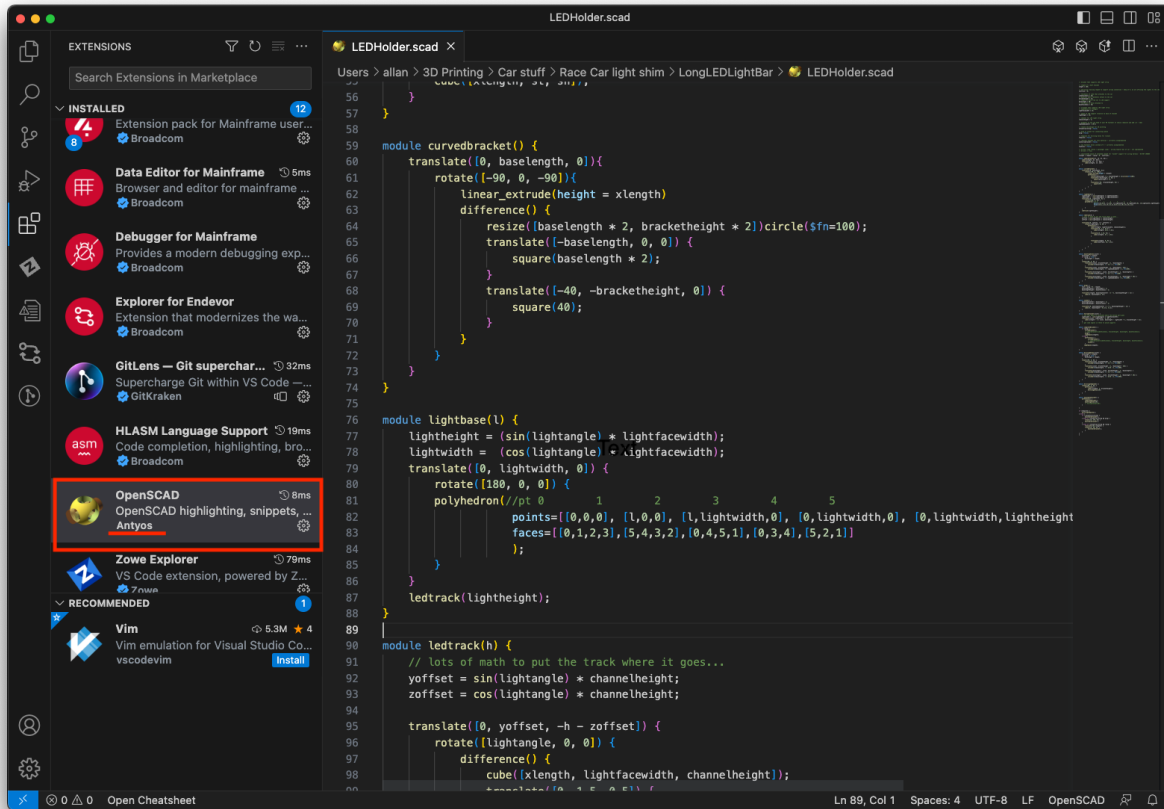 LEDHolder.scad
EXTENSIONS
Search Extensions in Marketplace
INSTALLED
12
8
Extension pack for Mainframe user...
Broadcom
Data Editor for Mainframe 5ms
Browser and editor for mainframe ...
Broadcom
Debugger for Mainframe
Provides a modern debugging exp...
Broadcom
Explorer for Endevor
Extension that modernizes the wa...
Broadcom
GitLens — Git superchar... 32ms
Supercharge Git within VS Code —...
GitKraken
asm
HLASM Language Support 19ms
Code completion, highlighting, bro...
Broadcom
OpenSCAD 8ms
OpenSCAD highlighting, snippets, ...
Antyos
Zowe Explorer 79ms
VS Code extension, powered by Z...
Zowe
RECOMMENDED
1
Vim 5.3M ★ 4
Vim emulation for Visual Studio Co...
vscodevim
Install
LEDHolder.scad
Users > allan > 3D Printing > Car stuff > Race Car light shim > LongLEDLightBar > LEDHolder.scad
55 cube([xlength, st, sh]);
56 }
57 }
58
59 module curvedbracket() {
60 translate([0, baselength, 0]){
61 rotate([-90, 0, -90]){
62 linear_extrude(height = xlength)
63 difference() {
64 resize([baselength * 2, bracketheight * 2])circle($fn=100);
65 translate([-baselength, 0, 0]) {
66 square(baselength * 2);
67 }
68 translate([-40, -bracketheight, 0]) {
69 square(40);
70 }
71 }
72 }
73 }
74 }
75
76 module lightbase(l) {
77 lightheight = (sin(lightangle) * lightfacewidth);
78 lightwidth = (cos(lightangle) * lightfacewidth);
Text
79 translate([0, lightwidth, 0]) {
80 rotate([180, 0, 0]) {
81 polyhedron(//pt 0 1 2 3 4 5
82 points=[[0,0,0], [l,0,0], [l,lightwidth,0], [0,lightwidth,0], [0,lightwidth,lightheight
83 faces=[[0,1,2,3],[5,4,3,2],[0,4,5,1],[0,3,4],[5,2,1]]
84 );
85 }
86 }
87 ledtrack(lightheight);
88 }
89
90 module ledtrack(h) {
91 // lots of math to put the track where it goes...
92 yoffset = sin(lightangle) * channelheight;
93 zoffset = cos(lightangle) * channelheight;
94
95 translate([0, yoffset, -h - zoffset]) {
96 rotate([lightangle, 0, 0]) {
97 difference() {
98 cube([xlength, lightfacewidth, channelheight]);
0 0 Open Cheatsheet
Ln 89, Col 1 Spaces: 4 UTF-8 LF OpenSCAD